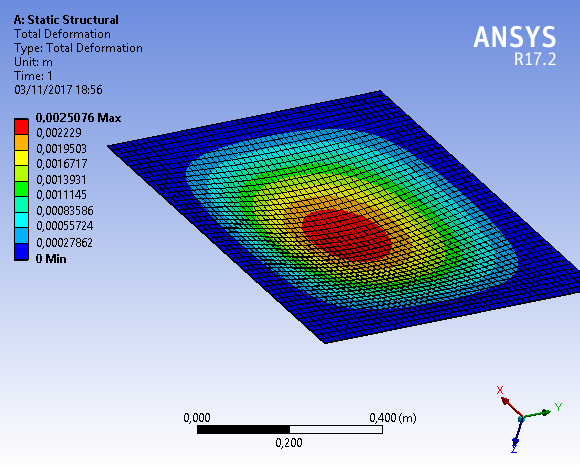 A: Static Structural
Total Deformation
Type: Total Deformation
Unit: m
Time: 1
03/11/2017 18:56
ANSYS
R17.2
0,0025076 Max
0,002229
0,0019503
0,0016717
0,0013931
0,0011145
0,00083586
0,00055724
0,00027862
0 Min
0,000
0,400 (m)
0,200
X
Y
Z